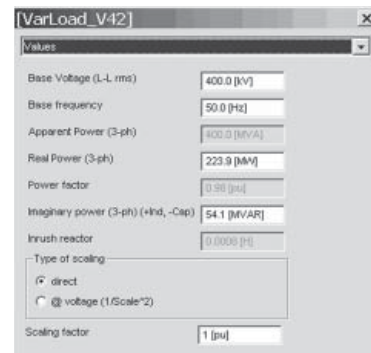 [VarLoad_V42] X
Values
Base Voltage (L-L rms) 400.0 [kV]
Base frequency 50.0 [Hz]
Apparent Power (3-ph) 400.0 [MVA]
Real Power (3-ph) 223.9 [MW]
Power factor 0.98 [pu]
Imaginary power (3-ph) (+Ind, -Cap) 54.1 [MVAR]
Inrush reactor 0.0006 [H]
Type of scaling
direct
@ voltage (1/Scale^2)
Scaling factor 1 [pu]